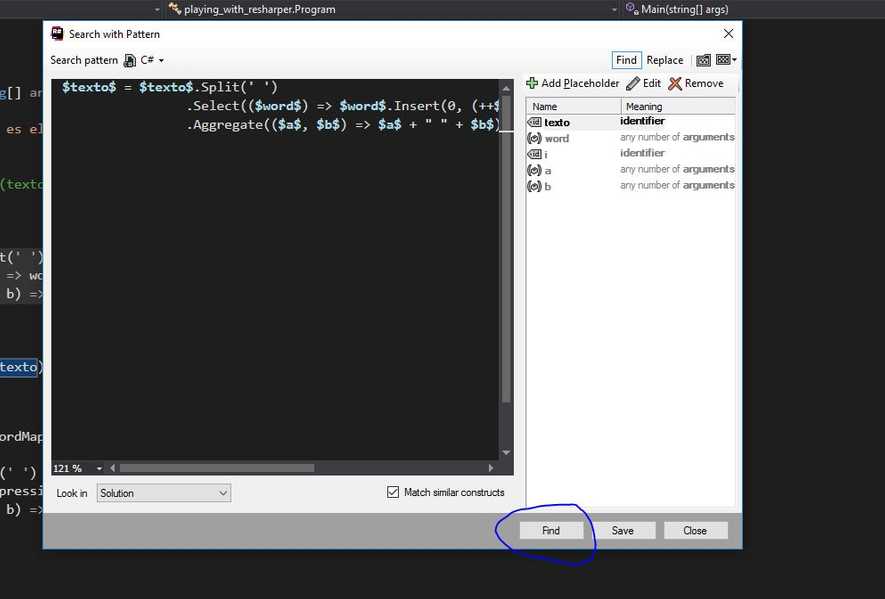 playing_with_resharper.Program
Main(string[] args)
R# Search with Pattern
Search pattern C#
Find Replace
Add Placeholder Edit Remove
Name Meaning
texto identifier
word any number of arguments
i identifier
a any number of arguments
b any number of arguments
$texto$ = $texto$.Split(' ')
.Select(($word$) => $word$.Insert(0, (++$
.Aggregate(($a$, $b$) => $a$ + " " + $b$)
g[] ar
es el
(texto
t(' ')
=> wo
b) =>
texto)
ordMap
(' ')
pressi
b) =>
121 %
Look in Solution
Match similar constructs
Find Save Close